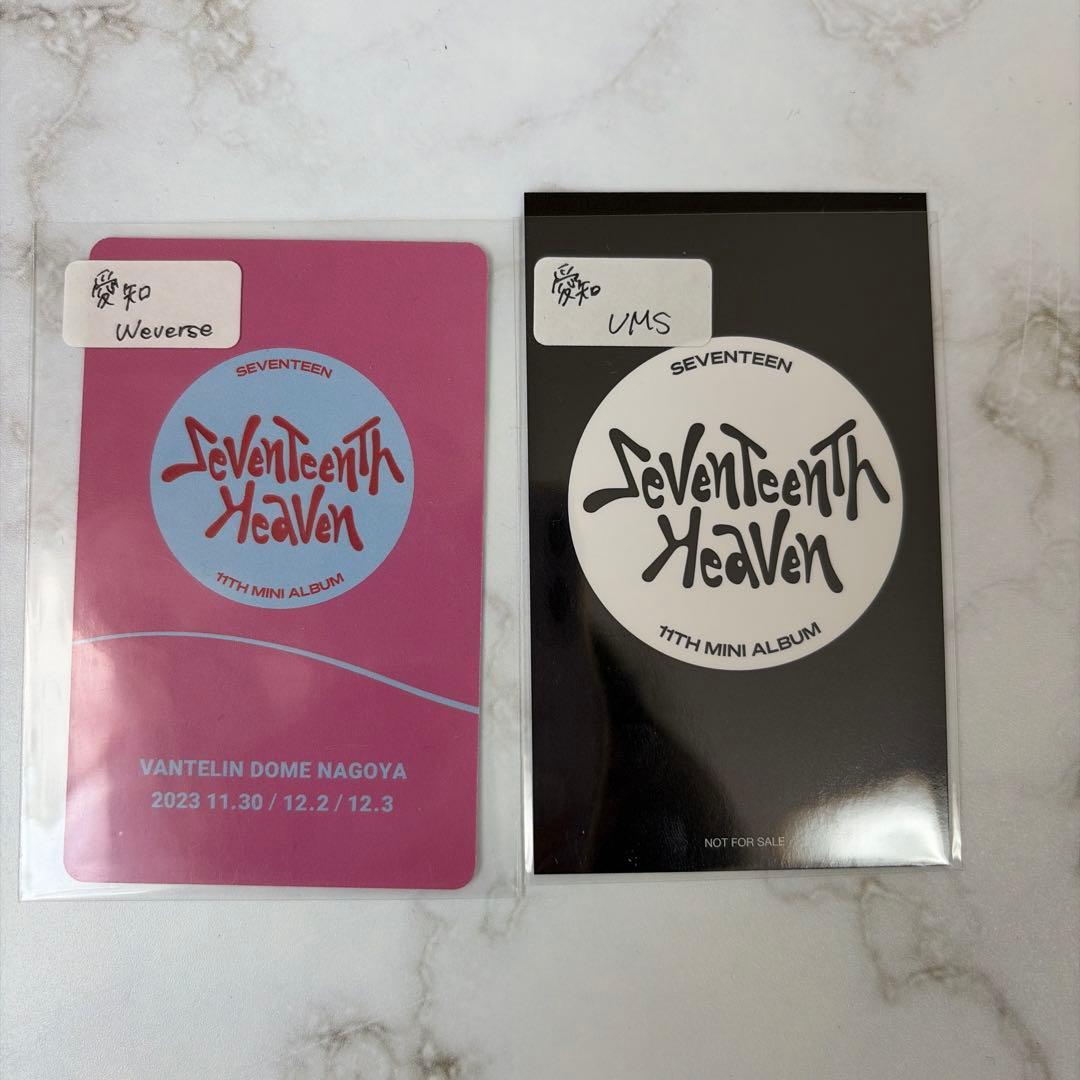 愛知
Weverse
SEVENTEEN
SEVENTEENTH
HEAVEN
11TH MINI ALBUM
VANTELIN DOME NAGOYA
2023 11.30 / 12.2 / 12.3
愛知
UMS
SEVENTEEN
SEVENTEENTH
HEAVEN
11TH MINI ALBUM
NOT FOR SALE